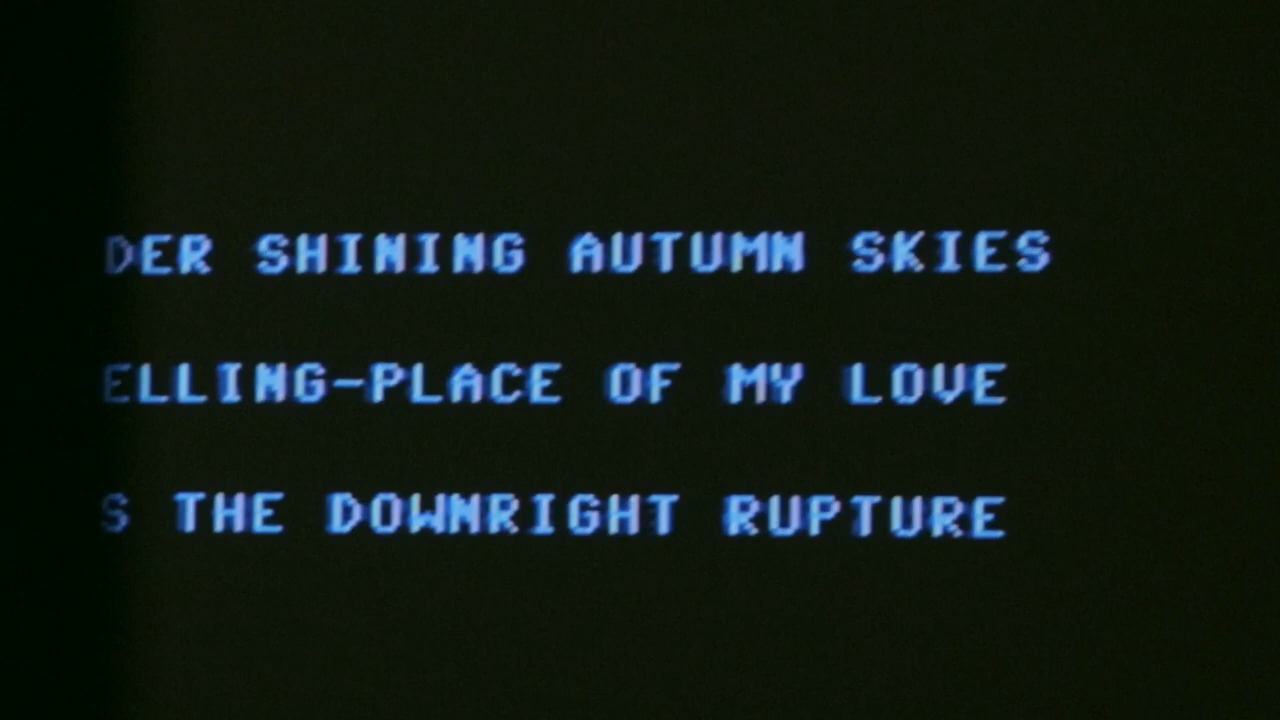 DER SHINING AUTUMN SKIES
ELLING-PLACE OF MY LOVE
S THE DOWNRIGHT RUPTURE